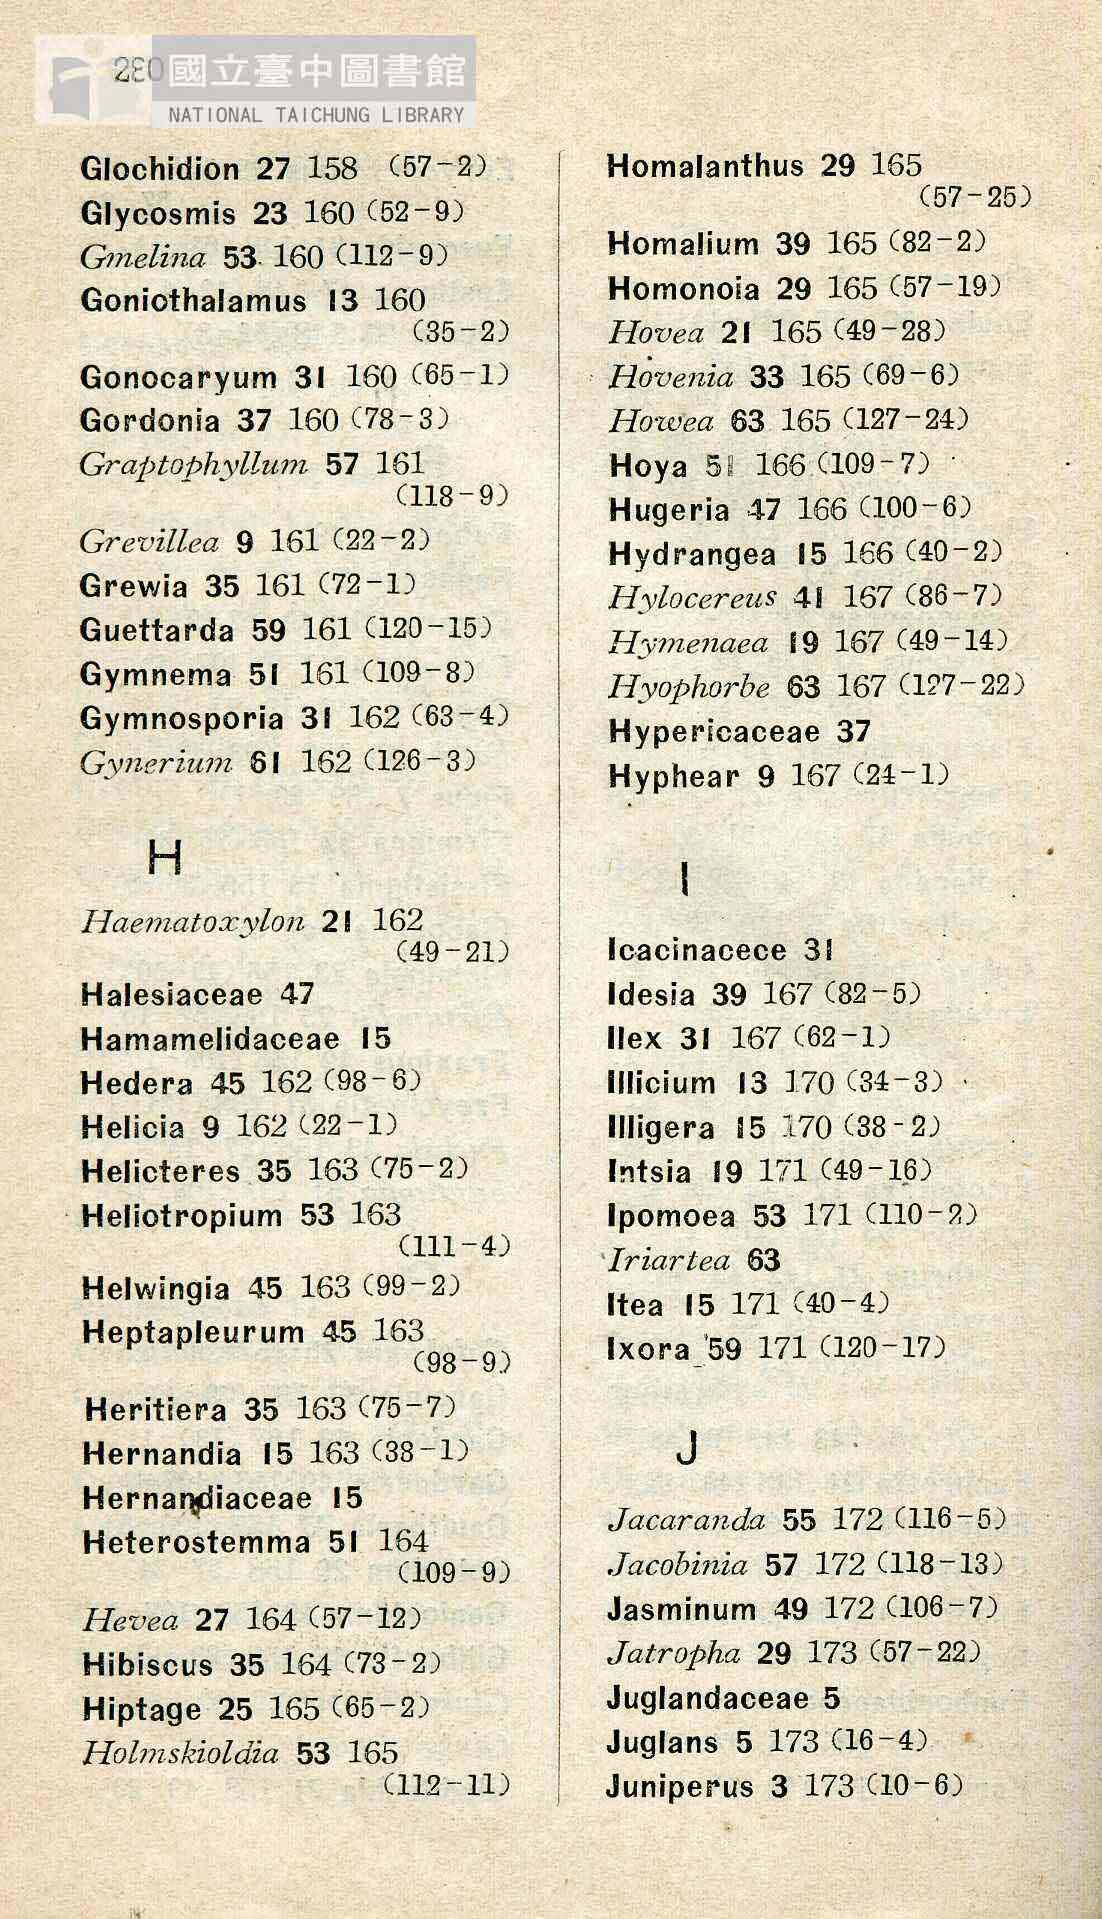 280
國立臺中圖書館
NATIONAL TAICHUNG LIBRARY
Glochidion 27 158 (57-2)
Glycosmis 23 160 (52-9)
Gmelina 53 160 (112-9)
Goniothalamus 13 160
(35-2)
Gonocaryum 31 160 (65-1)
Gordonia 37 160 (78-3)
Graptophyllum 57 161
(118-9)
Grevillea 9 161 (22-2)
Grewia 35 161 (72-1)
Guettarda 59 161 (120-15)
Gymnema 51 161 (109-8)
Gymnosporia 31 162 (63-4)
Gynerium 61 162 (126-3)
H
Haematoxylon 21 162
(49-21)
Halesiaceae 47
Hamamelidaceae 15
Hedera 45 162 (98-6)
Helicia 9 162 (22-1)
Helicteres 35 163 (75-2)
Heliotropium 53 163
(111-4)
Helwingia 45 163 (99-2)
Heptapleurum 45 163
(98-9)
Heritiera 35 163 (75-7)
Hernandia 15 163 (38-1)
Hernandiaceae 15
Heterostemma 51 164
(109-9)
Hevea 27 164 (57-12)
Hibiscus 35 164 (73-2)
Hiptage 25 165 (65-2)
Holmskioldia 53 165
(112-11)
Homalanthus 29 165
(57-25)
Homalium 39 165 (82-2)
Homonoia 29 165 (57-19)
Hovea 21 165 (49-28)
Hovenia 33 165 (69-6)
Howea 63 165 (127-24)
Hoya 51 166 (109-7)
Hugeria 47 166 (100-6)
Hydrangea 15 166 (40-2)
Hylocereus 41 167 (86-7)
Hymenaea 19 167 (49-14)
Hyophorbe 63 167 (127-22)
Hypericaceae 37
Hyphear 9 167 (24-1)
I
Icacinacece 31
Idesia 39 167 (82-5)
Ilex 31 167 (62-1)
Illicium 13 170 (34-3)
Illigera 15 170 (38-2)
Intsia 19 171 (49-16)
Ipomoea 53 171 (110-2)
Iriartea 63
Itea 15 171 (40-4)
Ixora 59 171 (120-17)
J
Jacaranda 55 172 (116-5)
Jacobinia 57 172 (118-13)
Jasminum 49 172 (106-7)
Jatropha 29 173 (57-22)
Juglandaceae 5
Juglans 5 173 (16-4)
Juniperus 3 173 (10-6)